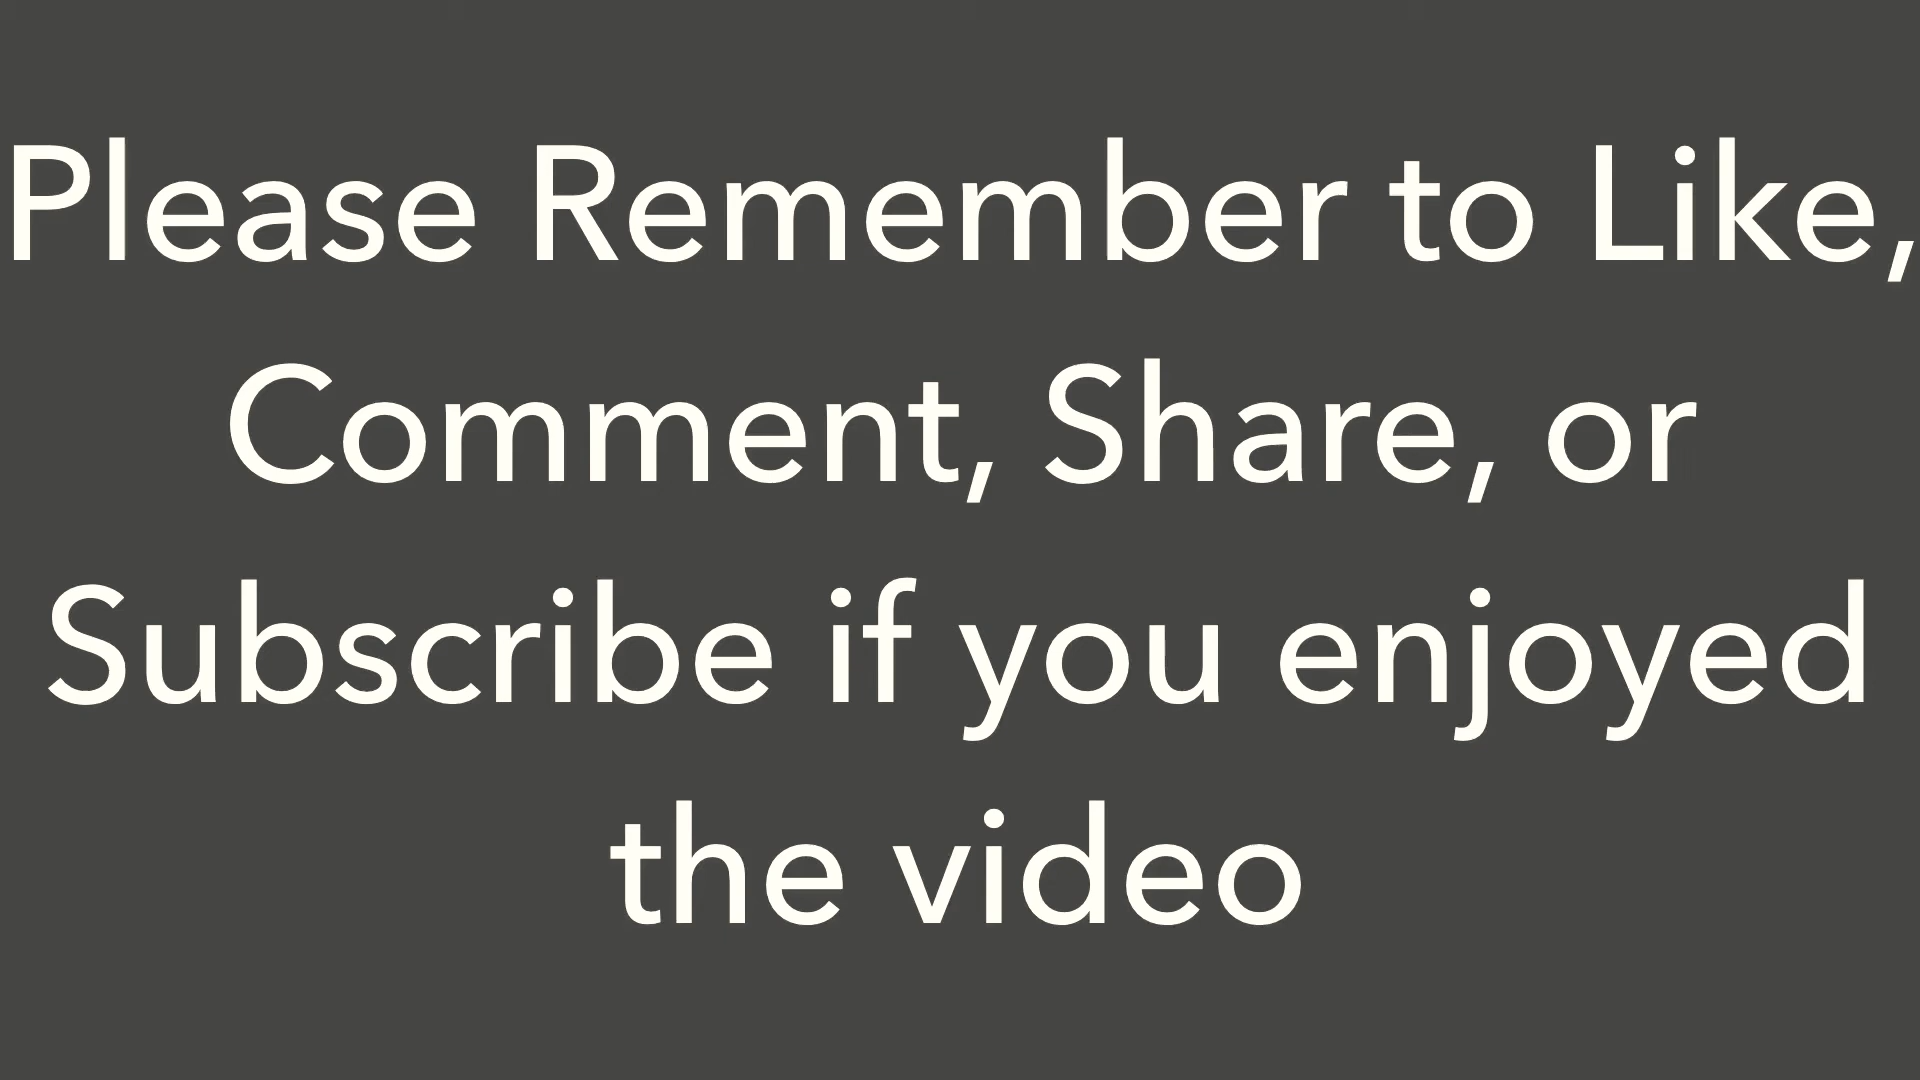 Please Remember to Like,
Comment, Share, or
Subscribe if you enjoyed
the video